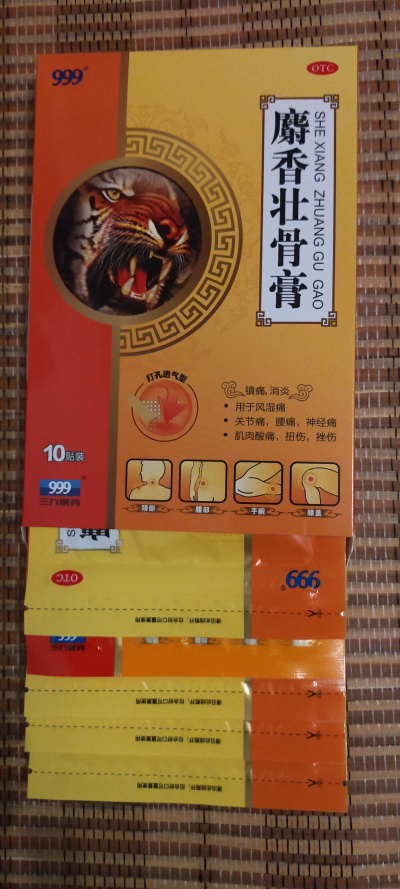 999®
OTC
麝香壮骨膏
SHE XIANG ZHUANG GU GAO
打孔透气型
镇痛,消炎
• 用于风湿痛
• 关节痛, 腰痛, 神经痛
• 肌肉酸痛, 扭伤, 挫伤
10贴装
999
三九医药
颈部
腰部
手腕
膝盖
OTC
999®
999